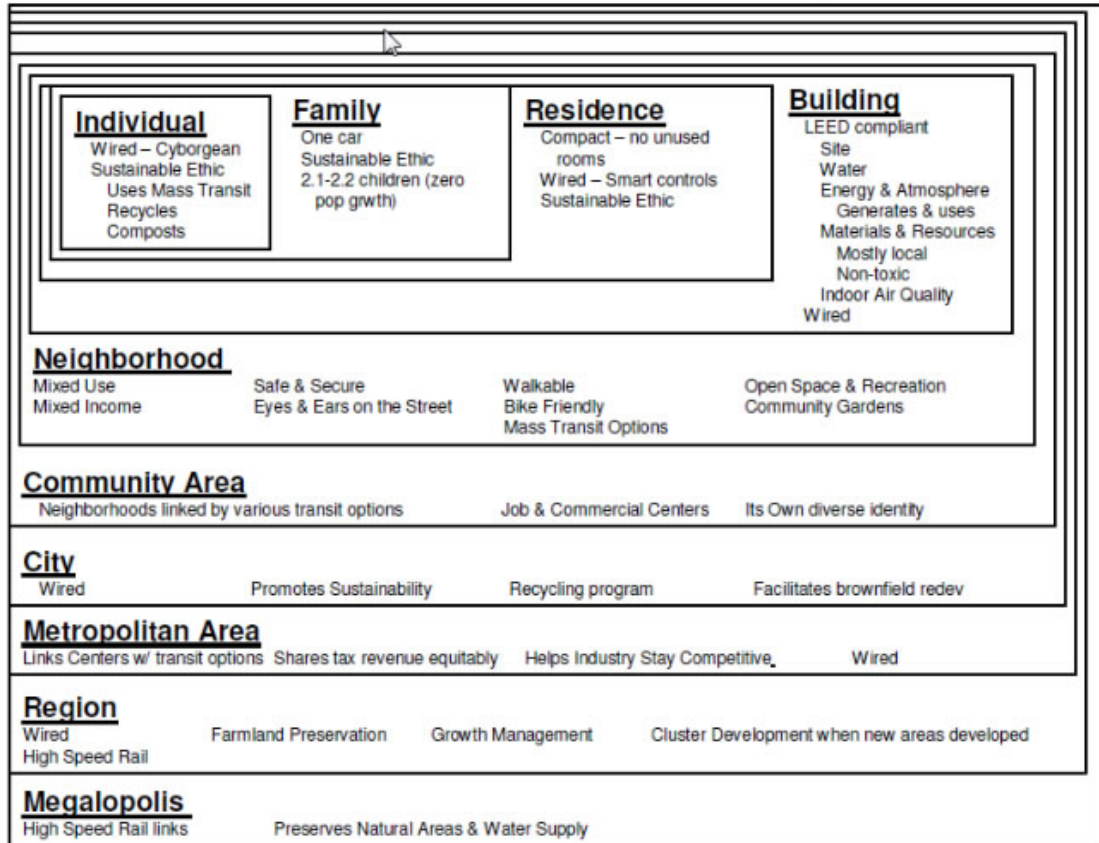 Individual
Wired – Cyborgean
Sustainable Ethic
Uses Mass Transit
Recycles
Composts
Family
One car
Sustainable Ethic
2.1-2.2 children (zero
pop grwth)
Residence
Compact – no unused
rooms
Wired – Smart controls
Sustainable Ethic
Building
LEED compliant
Site
Water
Energy & Atmosphere
Generates & uses
Materials & Resources
Mostly local
Non-toxic
Indoor Air Quality
Wired
Neighborhood
Mixed Use
Mixed Income
Safe & Secure
Eyes & Ears on the Street
Walkable
Bike Friendly
Mass Transit Options
Open Space & Recreation
Community Gardens
Community Area
Neighborhoods linked by various transit options
Job & Commercial Centers
Its Own diverse identity
City
Wired
Promotes Sustainability
Recycling program
Facilitates brownfield redev
Metropolitan Area
Links Centers w/ transit options
Shares tax revenue equitably
Helps Industry Stay Competitive
Wired
Region
Wired
High Speed Rail
Farmland Preservation
Growth Management
Cluster Development when new areas developed
Megalopolis
High Speed Rail links
Preserves Natural Areas & Water Supply